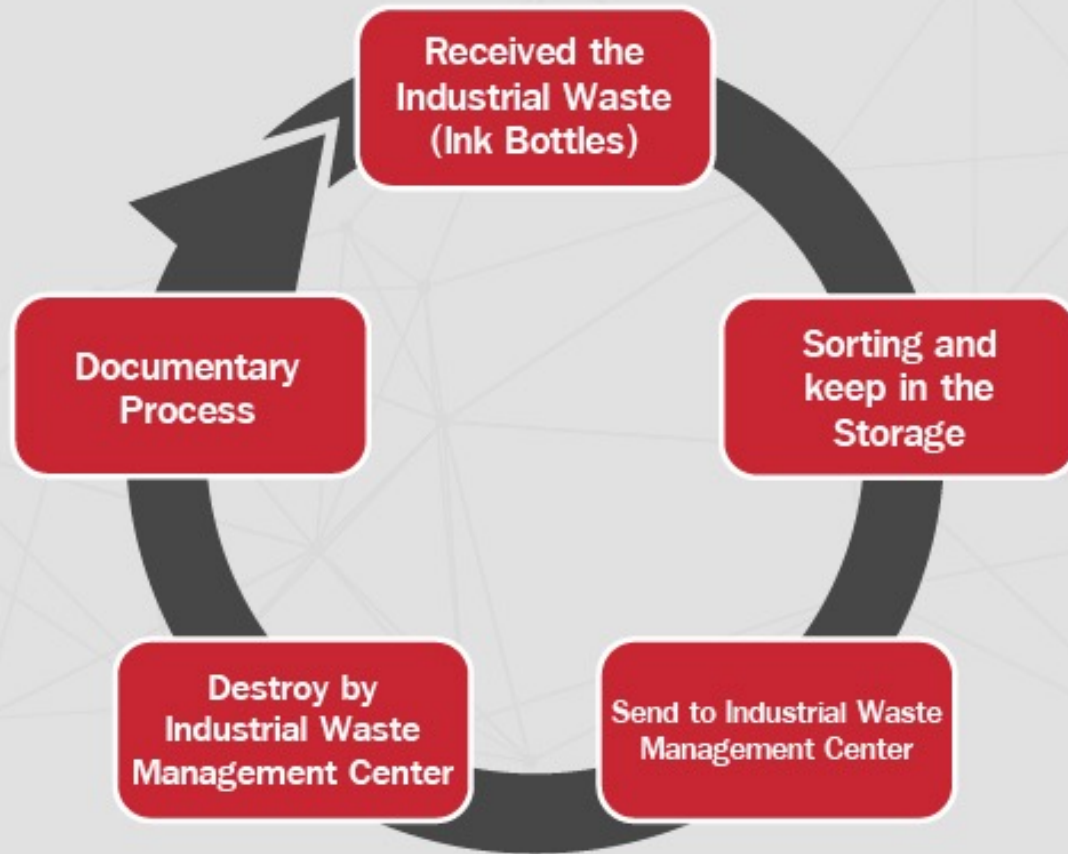 Received the
Industrial Waste
(Ink Bottles)
Sorting and
keep in the
Storage
Send to Industrial Waste
Management Center
Destroy by
Industrial Waste
Management Center
Documentary
Process